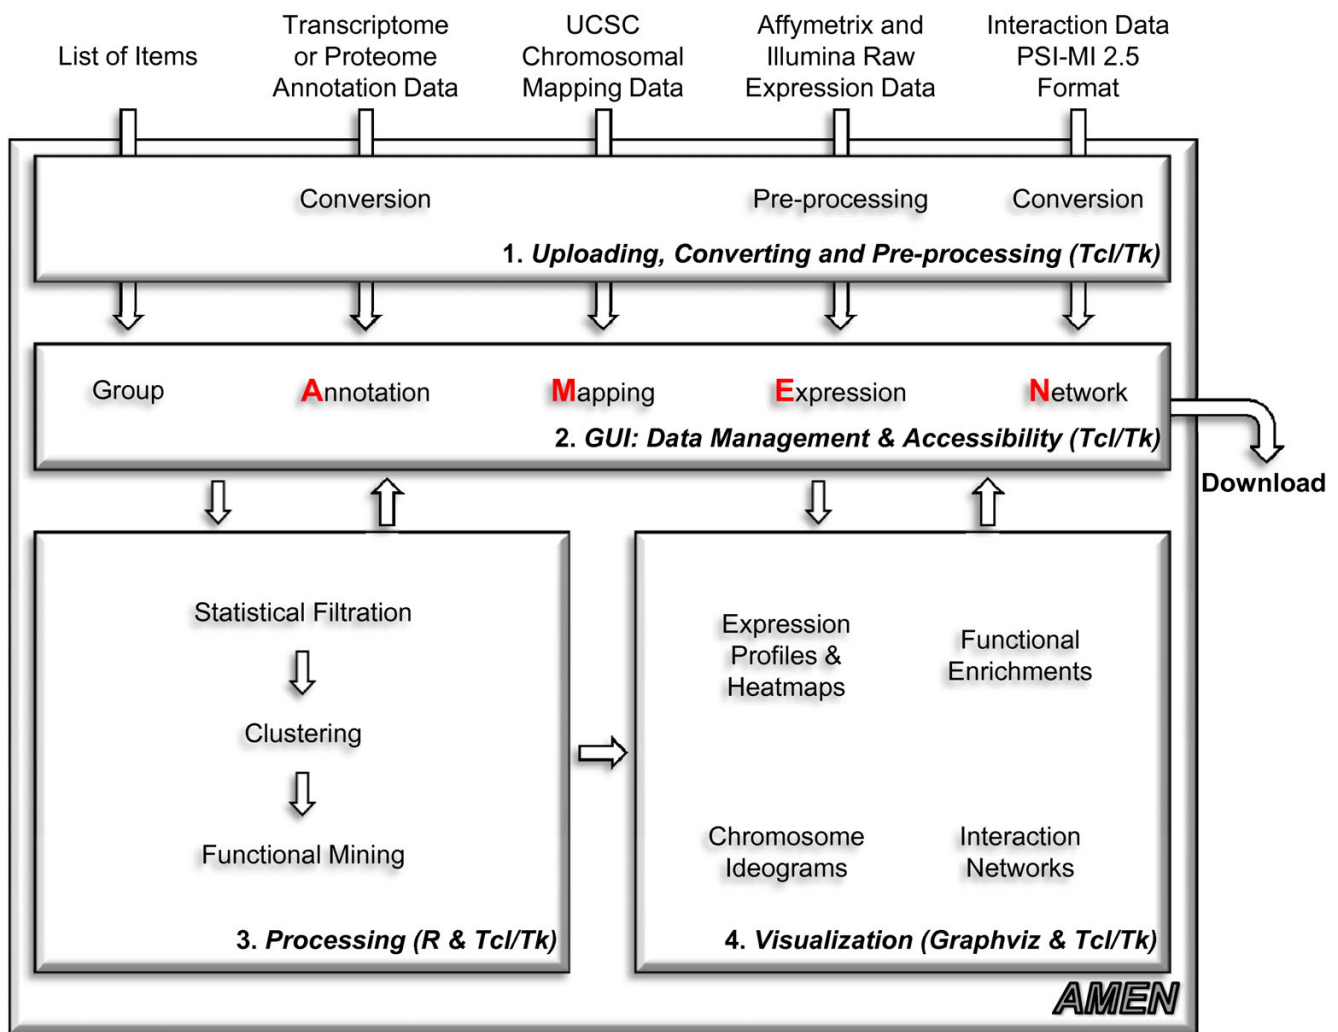 List of Items
Transcriptome
or Proteome
Annotation Data
UCSC
Chromosomal
Mapping Data
Affymetrix and
Illumina Raw
Expression Data
Interaction Data
PSI-MI 2.5
Format
Conversion
Pre-processing
Conversion
1. Uploading, Converting and Pre-processing (Tcl/Tk)
Group
Annotation
Mapping
Expression
Network
2. GUI: Data Management & Accessibility (Tcl/Tk)
Download
Statistical Filtration
Clustering
Functional Mining
3. Processing (R & Tcl/Tk)
Expression
Profiles &
Heatmaps
Functional
Enrichments
Chromosome
Ideograms
Interaction
Networks
4. Visualization (Graphviz & Tcl/Tk)
AMEN